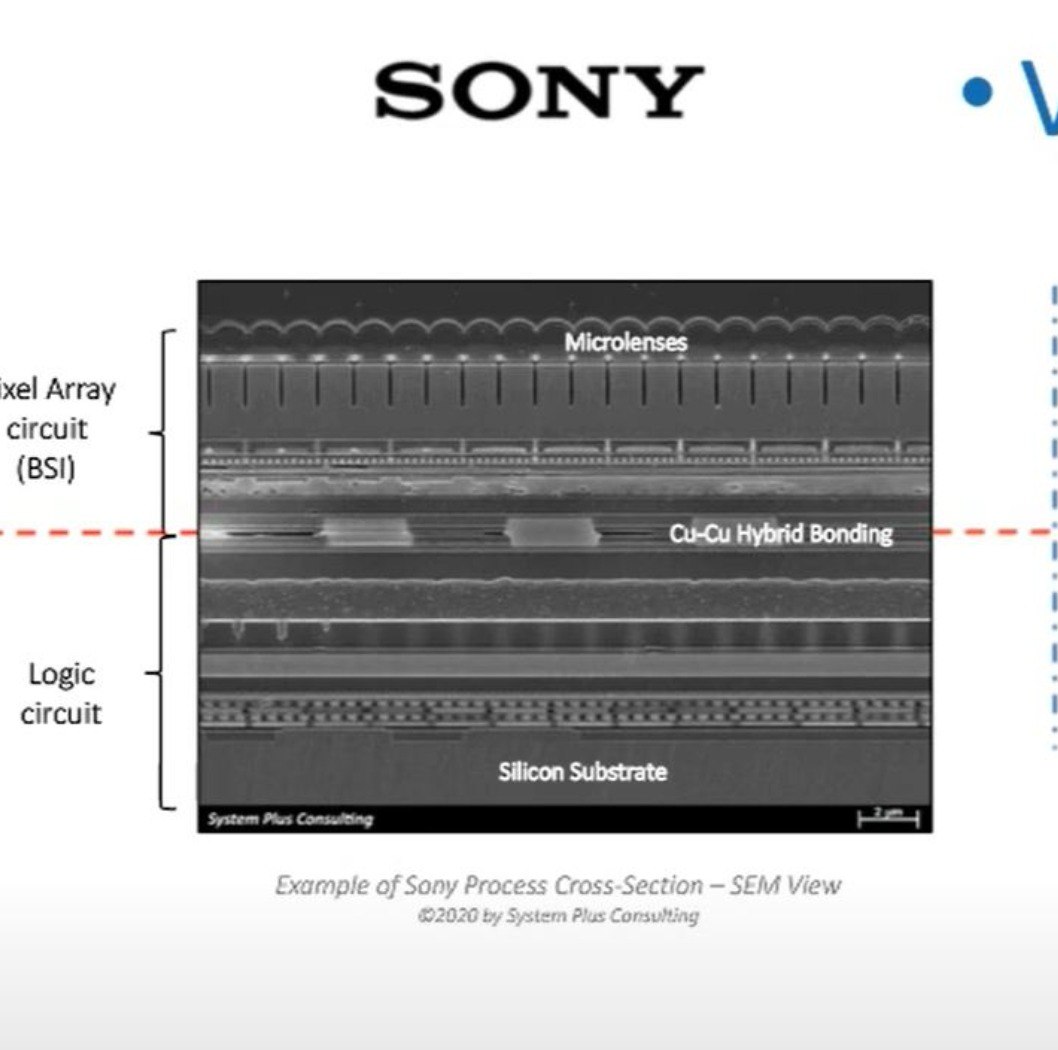 SONY
• V
Microlenses
ixel Array
circuit
(BSI)
Cu-Cu Hybrid Bonding
Logic
circuit
Silicon Substrate
System Plus Consulting
2 µm
Example of Sony Process Cross-Section – SEM View
©2020 by System Plus Consulting